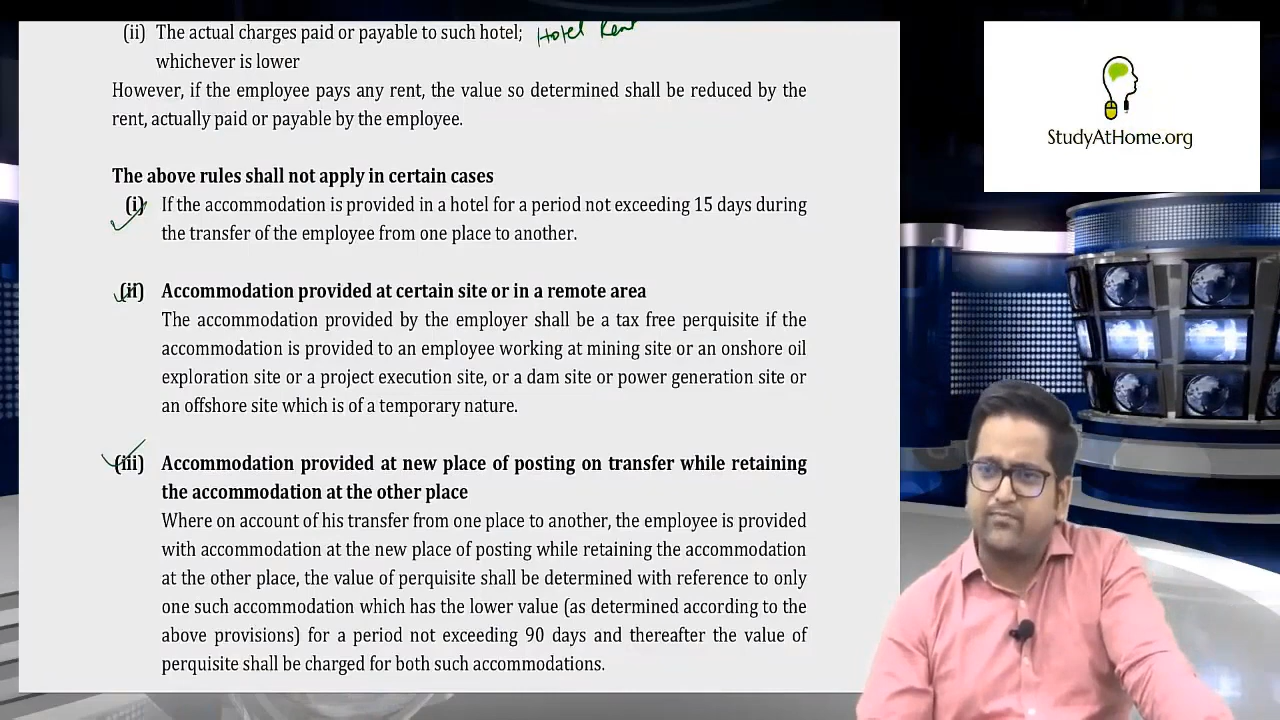 (ii) The actual charges paid or payable to such hotel; Hotel Rent
whichever is lower
However, if the employee pays any rent, the value so determined shall be reduced by the
rent, actually paid or payable by the employee.
The above rules shall not apply in certain cases
(i) If the accommodation is provided in a hotel for a period not exceeding 15 days during
the transfer of the employee from one place to another.
(ii) Accommodation provided at certain site or in a remote area
The accommodation provided by the employer shall be a tax free perquisite if the
accommodation is provided to an employee working at mining site or an onshore oil
exploration site or a project execution site, or a dam site or power generation site or
an offshore site which is of a temporary nature.
(iii) Accommodation provided at new place of posting on transfer while retaining
the accommodation at the other place
Where on account of his transfer from one place to another, the employee is provided
with accommodation at the new place of posting while retaining the accommodation
at the other place, the value of perquisite shall be determined with reference to only
one such accommodation which has the lower value (as determined according to the
above provisions) for a period not exceeding 90 days and thereafter the value of
perquisite shall be charged for both such accommodations.
StudyAtHome.org